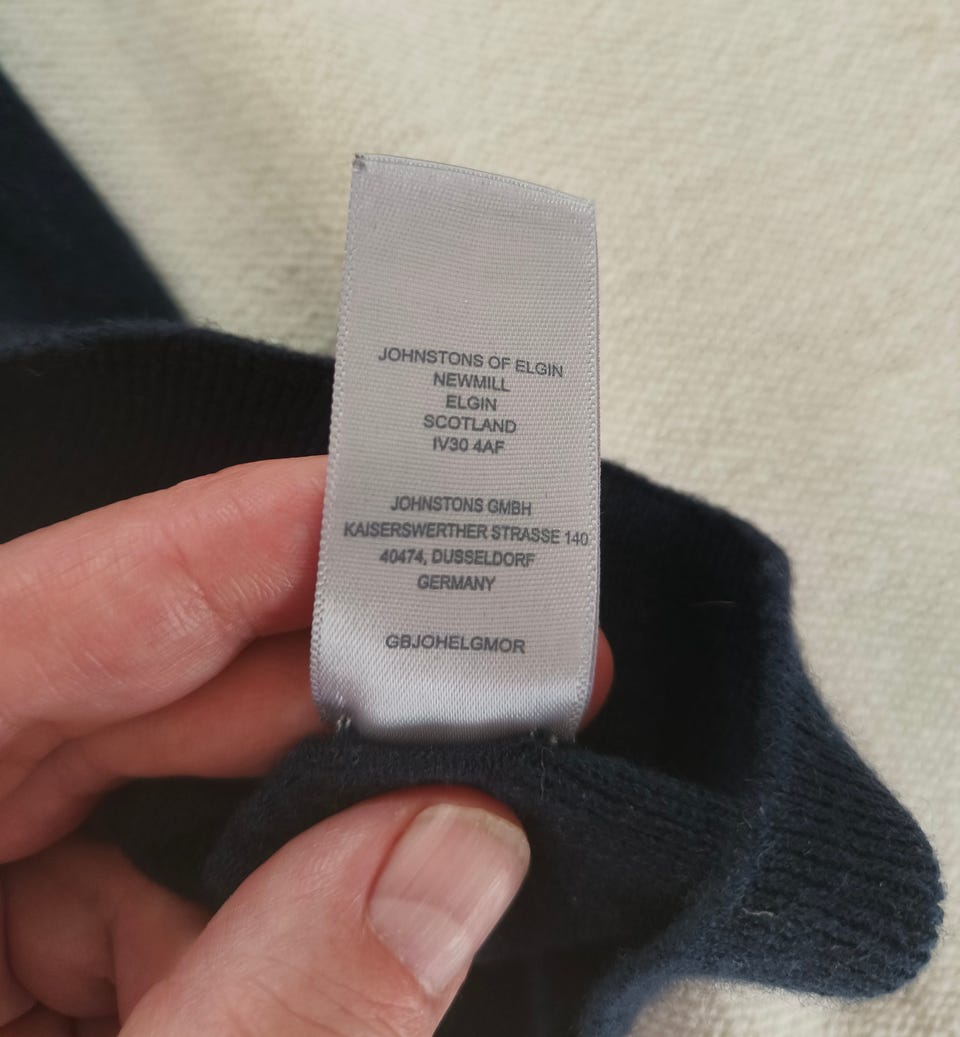 JOHNSTONS OF ELGIN
NEWMILL
ELGIN
SCOTLAND
IV30 4AF
JOHNSTONS GMBH
KAISERSWERTHER STRASSE 140
40474, DUSSELDORF
GERMANY
GBJOHELGMOR